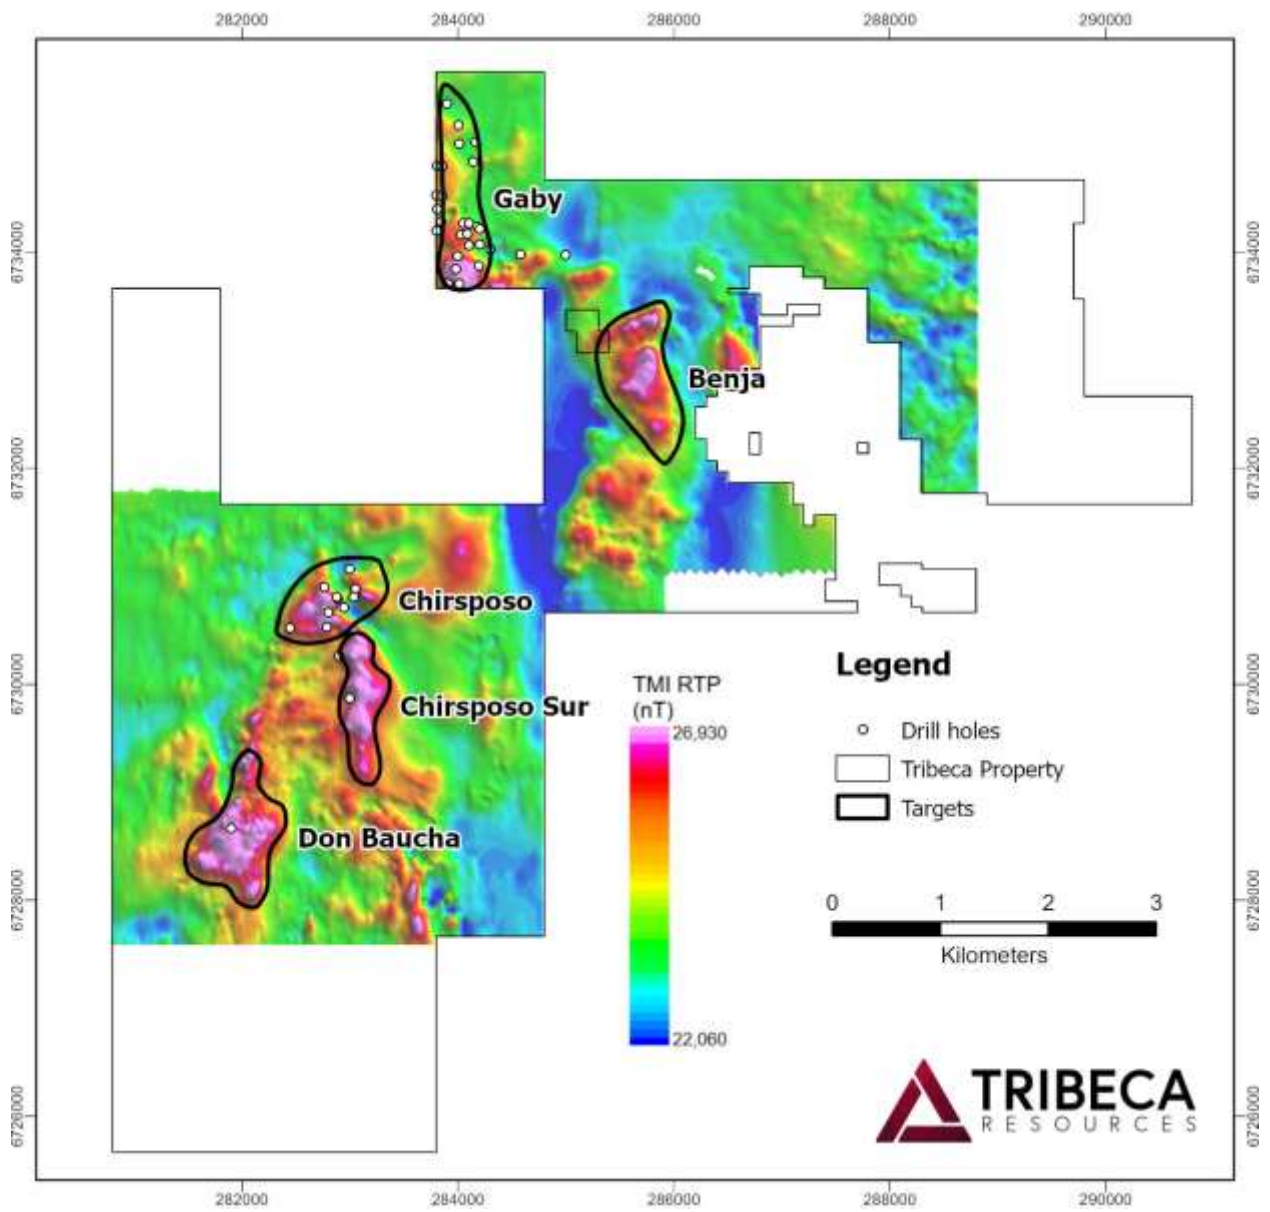 282000
284000
286000
288000
290000
Gaby
6734000
6734000
Benja
6732000
6732000
Chirsposo
Legend
6730000
TMI RTP
6730000
(nT)
Chirsposo Sur
26,930
Drill holes
Tribeca Property
Targets
Don Baucha
6728000
0 1 2 3
6728000
Kilometers
22,060
TRIBECA
RESOURCES
6726000
6726000
282000
284000
286000
288000
290000